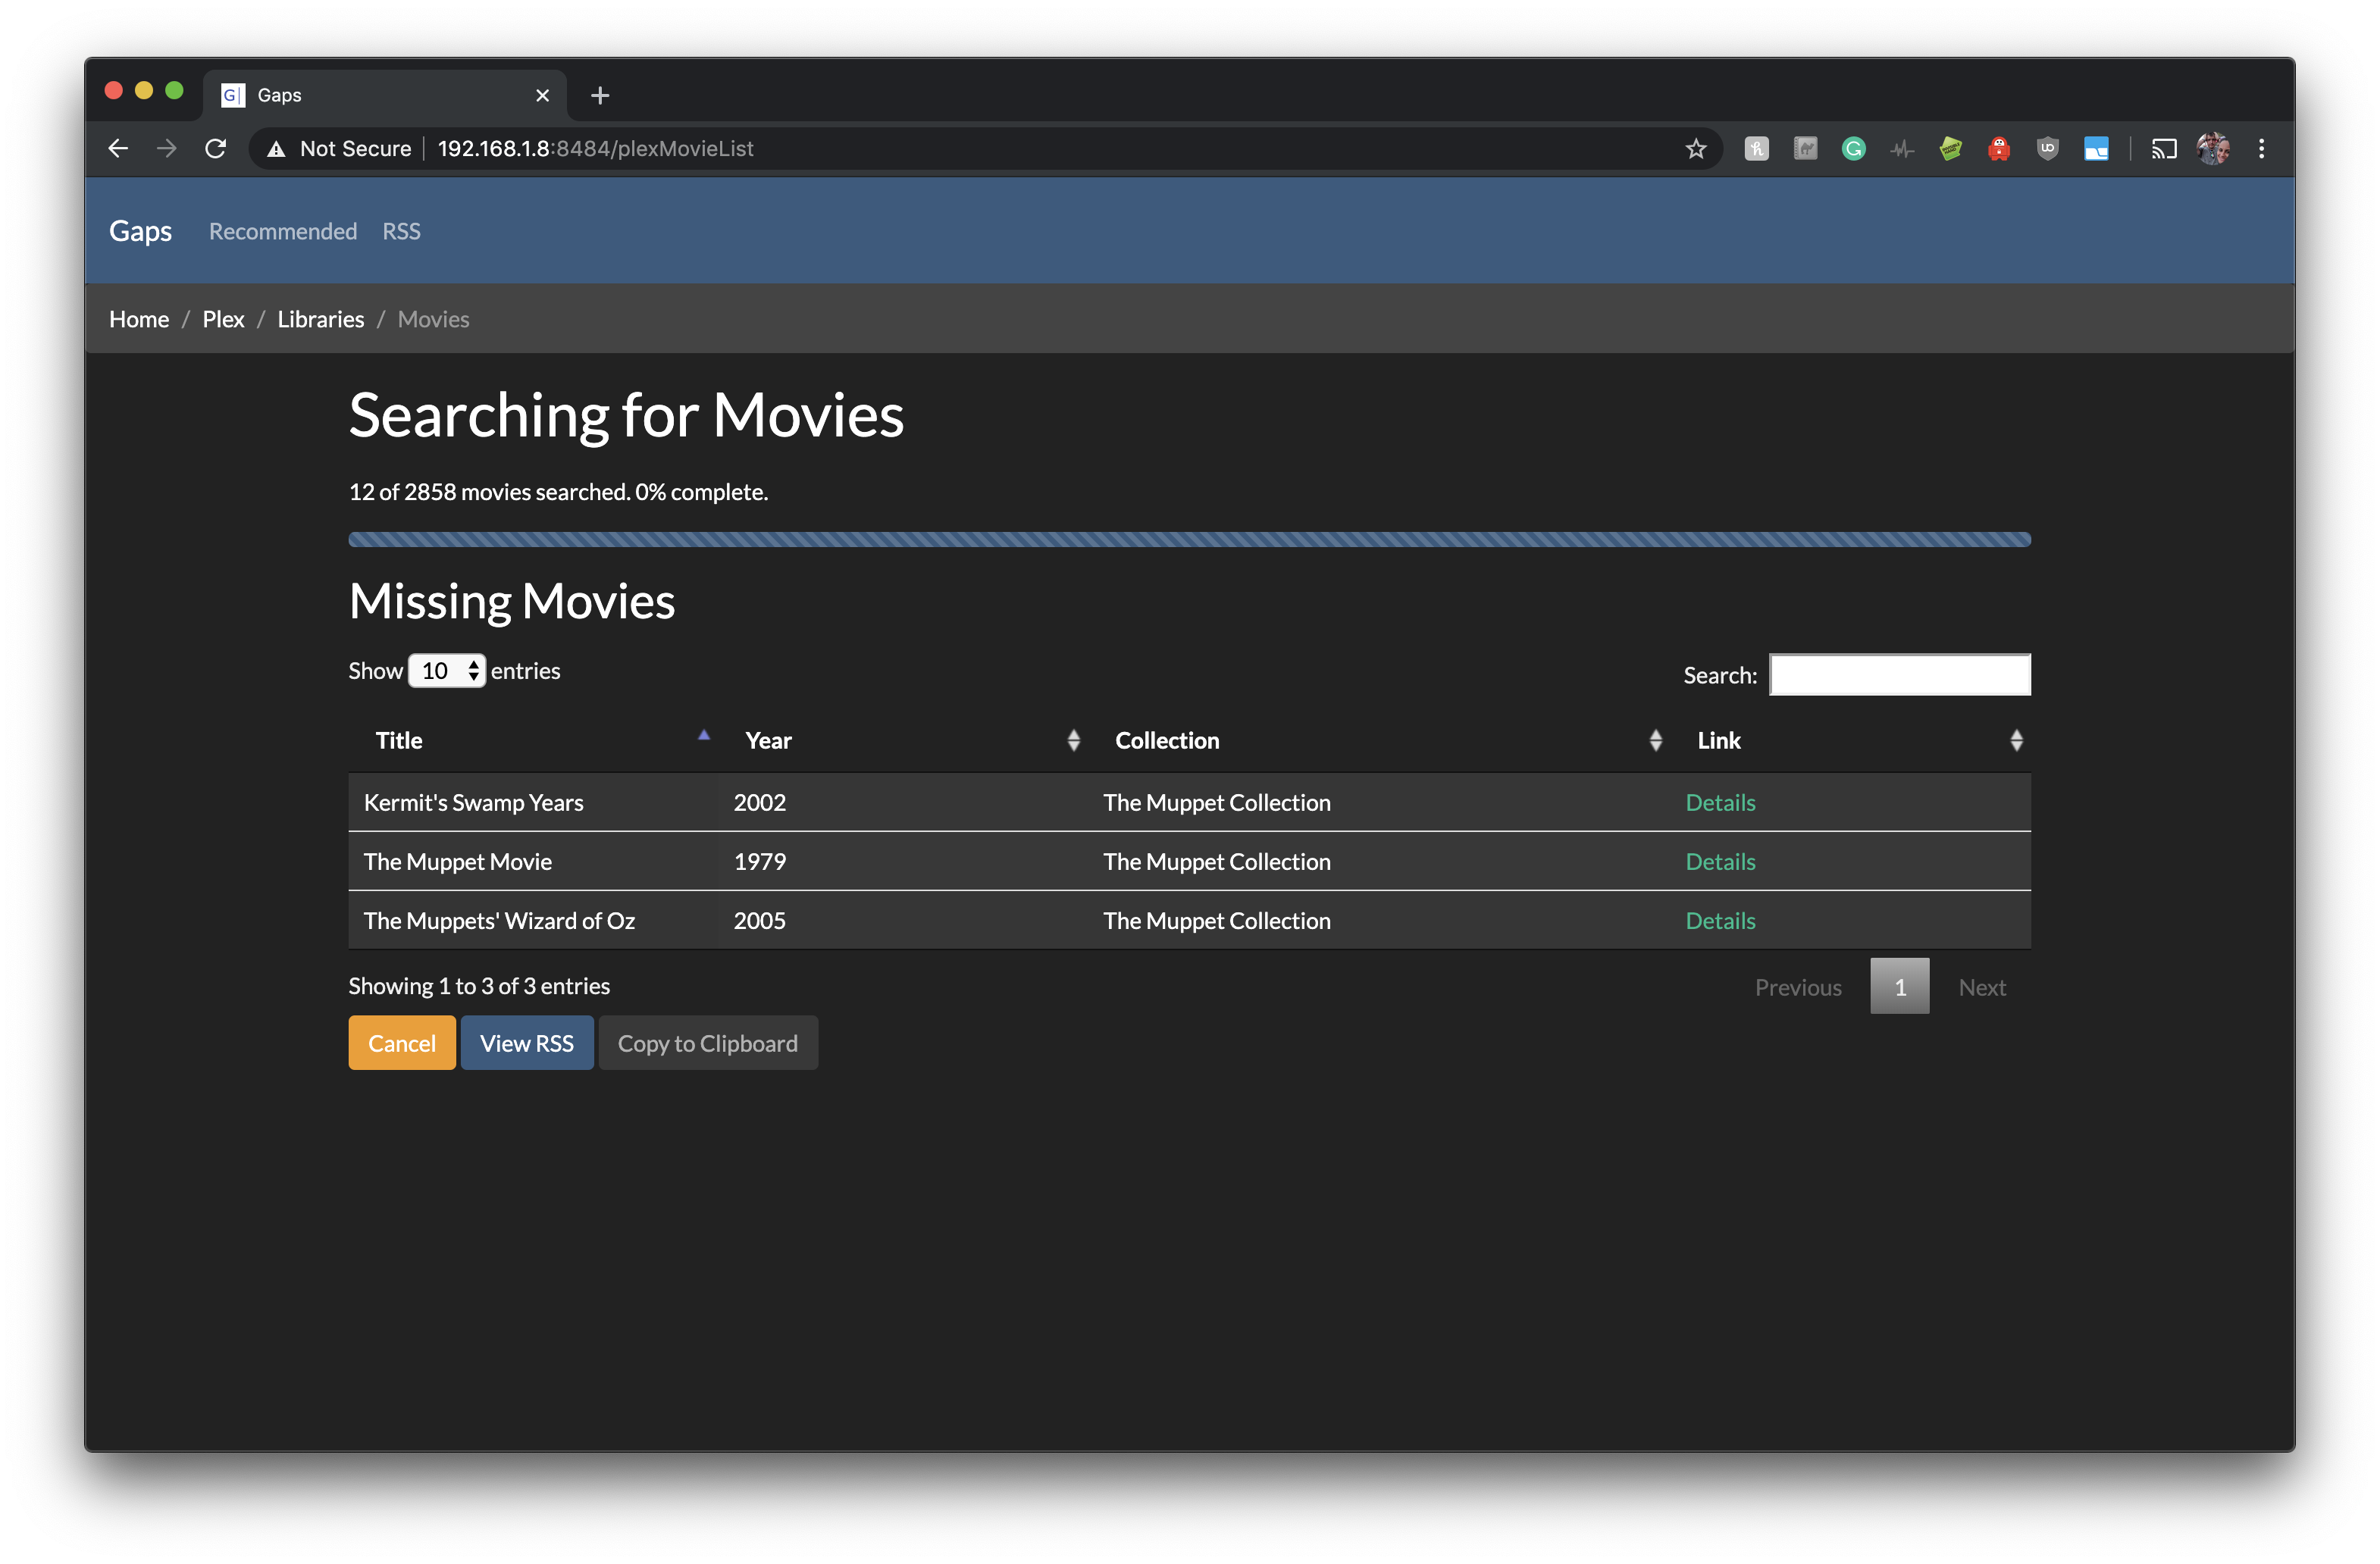 G| Gaps
Not Secure 192.168.1.8:8484/plexMovieList
Gaps Recommended RSS
Home / Plex / Libraries / Movies
Searching for Movies
12 of 2858 movies searched. 0% complete.
Missing Movies
Show 10 entries Search:
Title Year Collection Link
Kermit's Swamp Years 2002 The Muppet Collection Details
The Muppet Movie 1979 The Muppet Collection Details
The Muppets' Wizard of Oz 2005 The Muppet Collection Details
Showing 1 to 3 of 3 entries Previous 1 Next
Cancel View RSS Copy to Clipboard